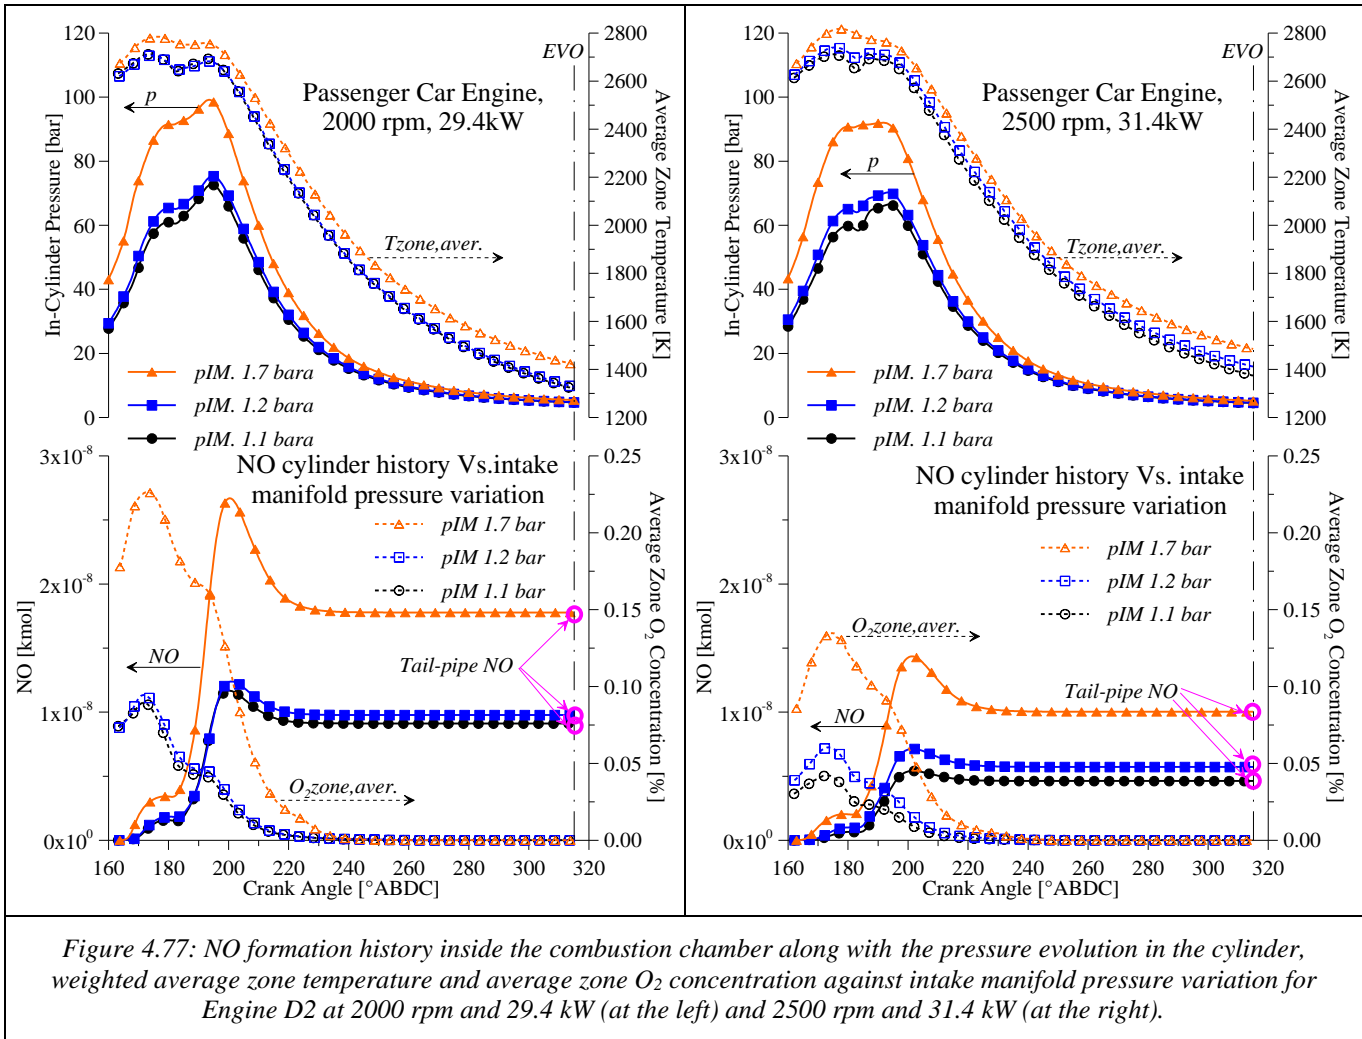 120
100
80
60
40
20
0
In-Cylinder Pressure [bar]
p
Passenger Car Engine,
2000 rpm, 29.4kW
EVO
Tzone,aver.
2800
2600
2400
2200
2000
1800
1600
1400
1200
Average Zone Temperature [K]
pIM. 1.7 bara
pIM. 1.2 bara
pIM. 1.1 bara
3x10⁻⁸
2x10⁻⁸
1x10⁻⁸
0x10⁰
NO [kmol]
NO cylinder history Vs.intake
manifold pressure variation
pIM 1.7 bar
pIM 1.2 bar
pIM 1.1 bar
NO
Tail-pipe NO
O₂zone,aver.
0.25
0.20
0.15
0.10
0.05
0.00
Average Zone O₂ Concentration [%]
160 180 200 220 240 260 280 300 320
Crank Angle [°ABDC]
120
100
80
60
40
20
0
In-Cylinder Pressure [bar]
p
Passenger Car Engine,
2500 rpm, 31.4kW
EVO
Tzone,aver.
2800
2600
2400
2200
2000
1800
1600
1400
1200
Average Zone Temperature [K]
pIM. 1.7 bara
pIM. 1.2 bara
pIM. 1.1 bara
3x10⁻⁸
2x10⁻⁸
1x10⁻⁸
0x10⁰
NO [kmol]
NO cylinder history Vs. intake
manifold pressure variation
pIM 1.7 bar
pIM 1.2 bar
pIM 1.1 bar
O₂zone,aver.
NO
Tail-pipe NO
0.25
0.20
0.15
0.10
0.05
0.00
Average Zone O₂ Concentration [%]
160 180 200 220 240 260 280 300 320
Crank Angle [°ABDC]
Figure 4.77: NO formation history inside the combustion chamber along with the pressure evolution in the cylinder,
weighted average zone temperature and average zone O₂ concentration against intake manifold pressure variation for
Engine D2 at 2000 rpm and 29.4 kW (at the left) and 2500 rpm and 31.4 kW (at the right).